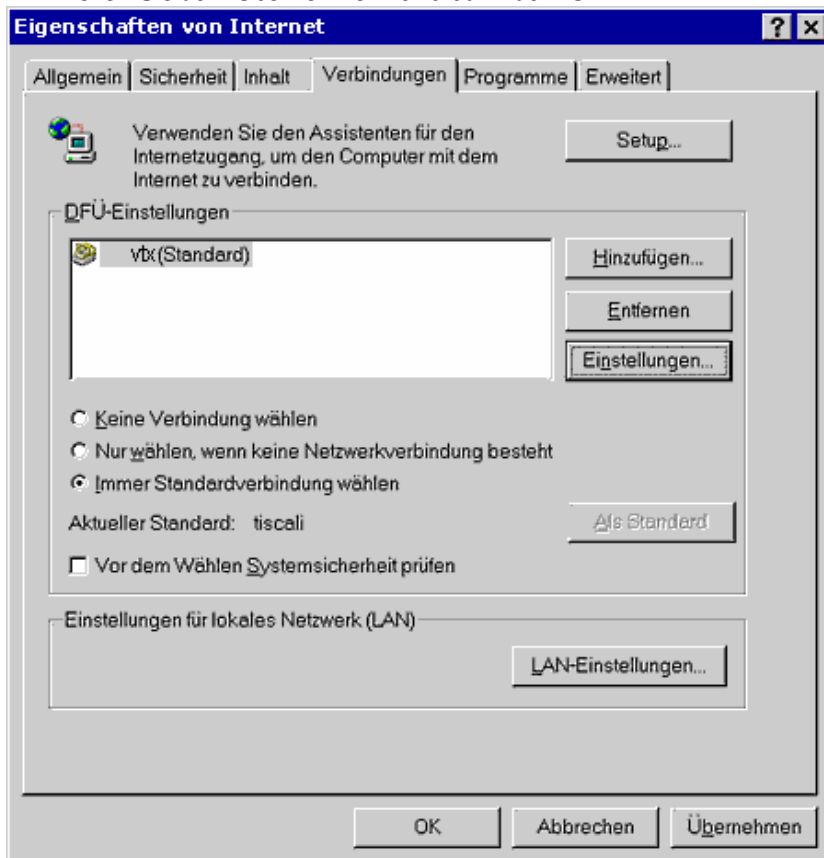 Eigenschaften von Internet
Allgemein Sicherheit Inhalt Verbindungen Programme Erweitert
Verwenden Sie den Assistenten für den
Internetzugang, um den Computer mit dem
Internet zu verbinden.
Setup...
DFÜ-Einstellungen
vtx (Standard)
Hinzufügen...
Entfernen
Einstellungen...
Keine Verbindung wählen
Nur wählen, wenn keine Netzwerkverbindung besteht
Immer Standardverbindung wählen
Aktueller Standard: tiscali
Als Standard
Vor dem Wählen Systemsicherheit prüfen
Einstellungen für lokales Netzwerk (LAN)
LAN-Einstellungen...
OK Abbrechen Übernehmen